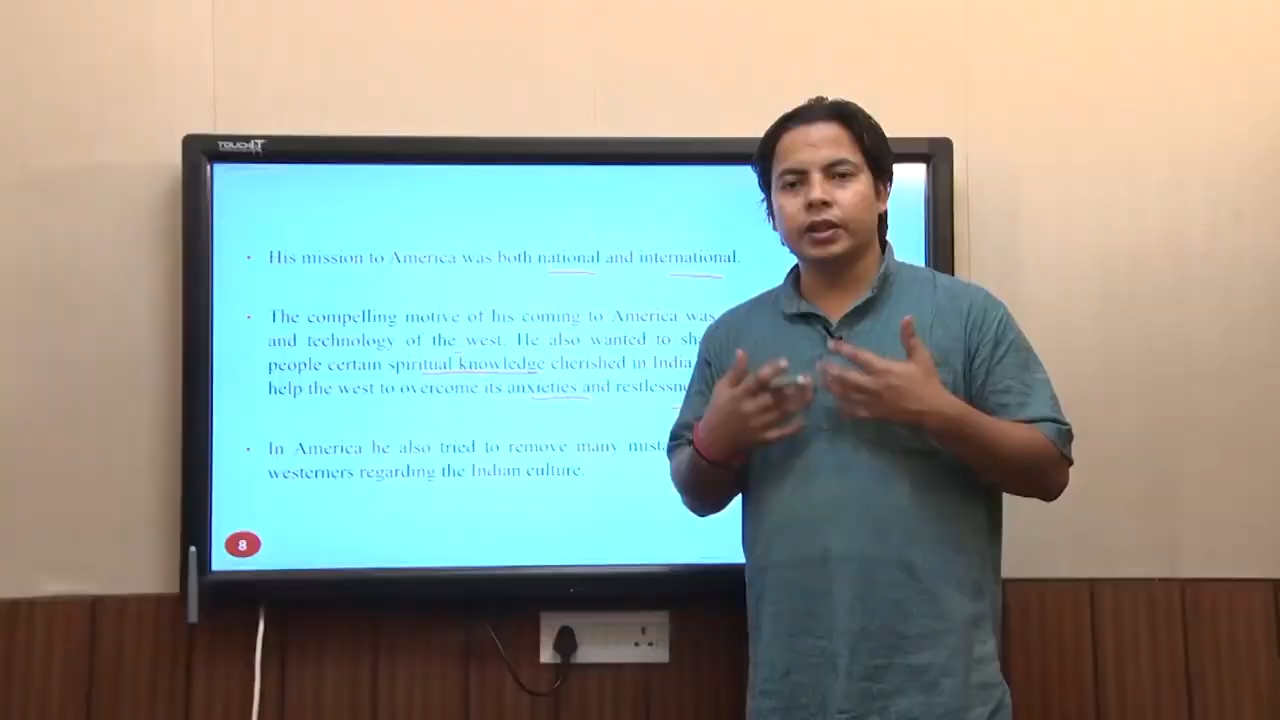 TOUCHIT
• His mission to America was both national and international.
• The compelling motive of his coming to America was
and technology of the west. He also wanted to
people certain spiritual knowledge cherished in India
help the west to overcome its anxieties and
• In America he also tried to remove many
westerners regarding the Indian culture.
8